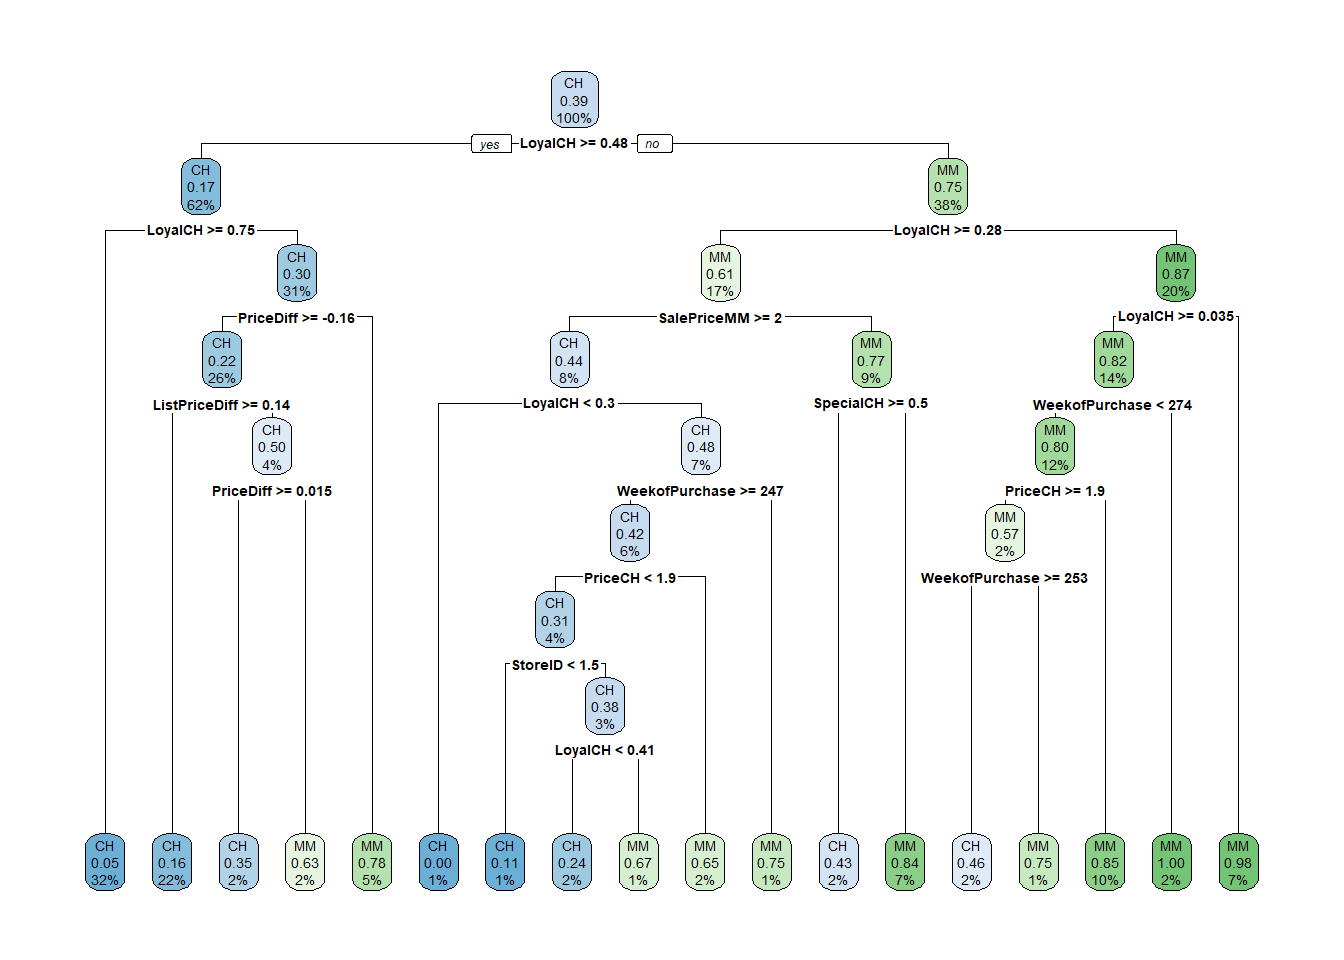 CH
0.39
100%
yes LoyalCH >= 0.48 no
CH
0.17
62%
MM
0.75
38%
LoyalCH >= 0.75
LoyalCH >= 0.28
CH
0.30
31%
MM
0.61
17%
MM
0.87
20%
PriceDiff >= -0.16
SalePriceMM >= 2
LoyalCH >= 0.035
CH
0.22
26%
CH
0.44
8%
MM
0.77
9%
MM
0.82
14%
ListPriceDiff >= 0.14
LoyalCH < 0.3
SpecialCH >= 0.5
WeekofPurchase < 274
CH
0.50
4%
CH
0.48
7%
MM
0.80
12%
PriceDiff >= 0.015
WeekofPurchase >= 247
PriceCH >= 1.9
CH
0.42
6%
MM
0.57
2%
PriceCH < 1.9
WeekofPurchase >= 253
CH
0.31
4%
StoreID < 1.5
CH
0.38
3%
LoyalCH < 0.41
CH
0.05
32%
CH
0.16
22%
CH
0.35
2%
MM
0.63
2%
MM
0.78
5%
CH
0.00
1%
CH
0.11
1%
CH
0.24
2%
MM
0.67
1%
MM
0.65
2%
MM
0.75
1%
CH
0.43
2%
MM
0.84
7%
CH
0.46
2%
MM
0.75
1%
MM
0.85
10%
MM
1.00
2%
MM
0.98
7%